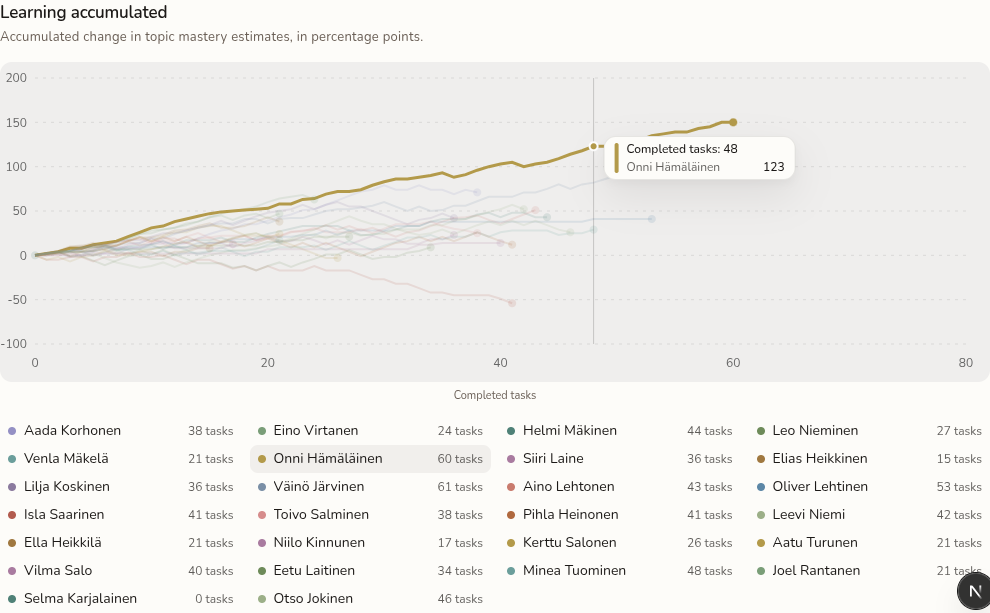 Learning accumulated
Accumulated change in topic mastery estimates, in percentage points.
200
150
100
50
0
-50
-100
Completed tasks: 48
Onni Hämäläinen 123
0 20 40 60 80
Completed tasks
Aada Korhonen 38 tasks Eino Virtanen 24 tasks Helmi Mäkinen 44 tasks Leo Nieminen 27 tasks
Venla Mäkelä 21 tasks Onni Hämäläinen 60 tasks Siiri Laine 36 tasks Elias Heikkinen 15 tasks
Lilja Koskinen 36 tasks Väinö Järvinen 61 tasks Aino Lehtonen 43 tasks Oliver Lehtinen 53 tasks
Isla Saarinen 41 tasks Toivo Salminen 38 tasks Pihla Heinonen 41 tasks Leevi Niemi 42 tasks
Ella Heikkilä 21 tasks Niilo Kinnunen 17 tasks Kerttu Salonen 26 tasks Aatu Turunen 21 tasks
Vilma Salo 40 tasks Eetu Laitinen 34 tasks Minea Tuominen 48 tasks Joel Rantanen 21 tasks
Selma Karjalainen 0 tasks Otso Jokinen 46 tasks
N